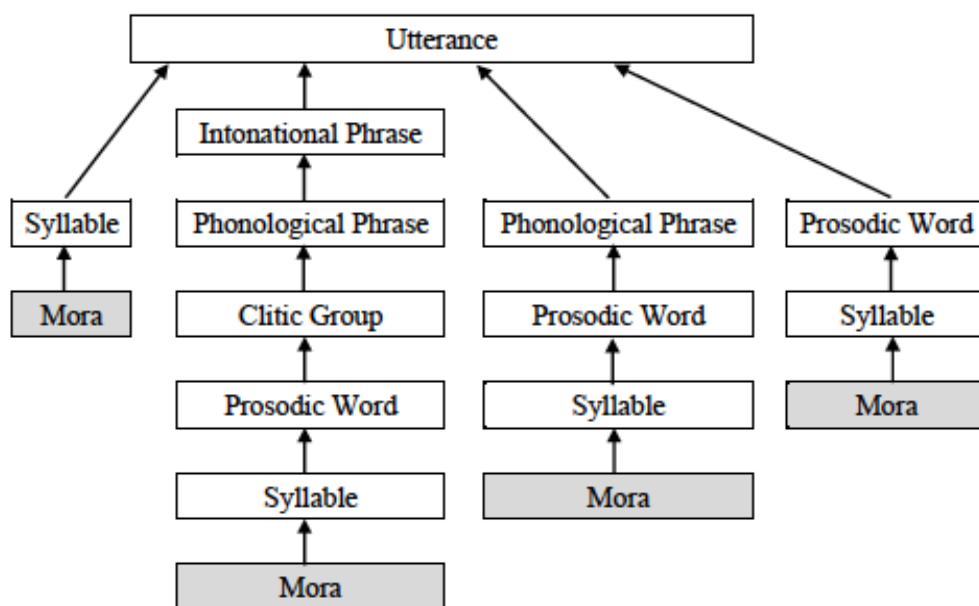 Utterance
Intonational Phrase
Syllable Phonological Phrase Phonological Phrase Prosodic Word
Mora Clitic Group Prosodic Word Syllable
Prosodic Word Syllable Mora
Syllable Mora
Mora